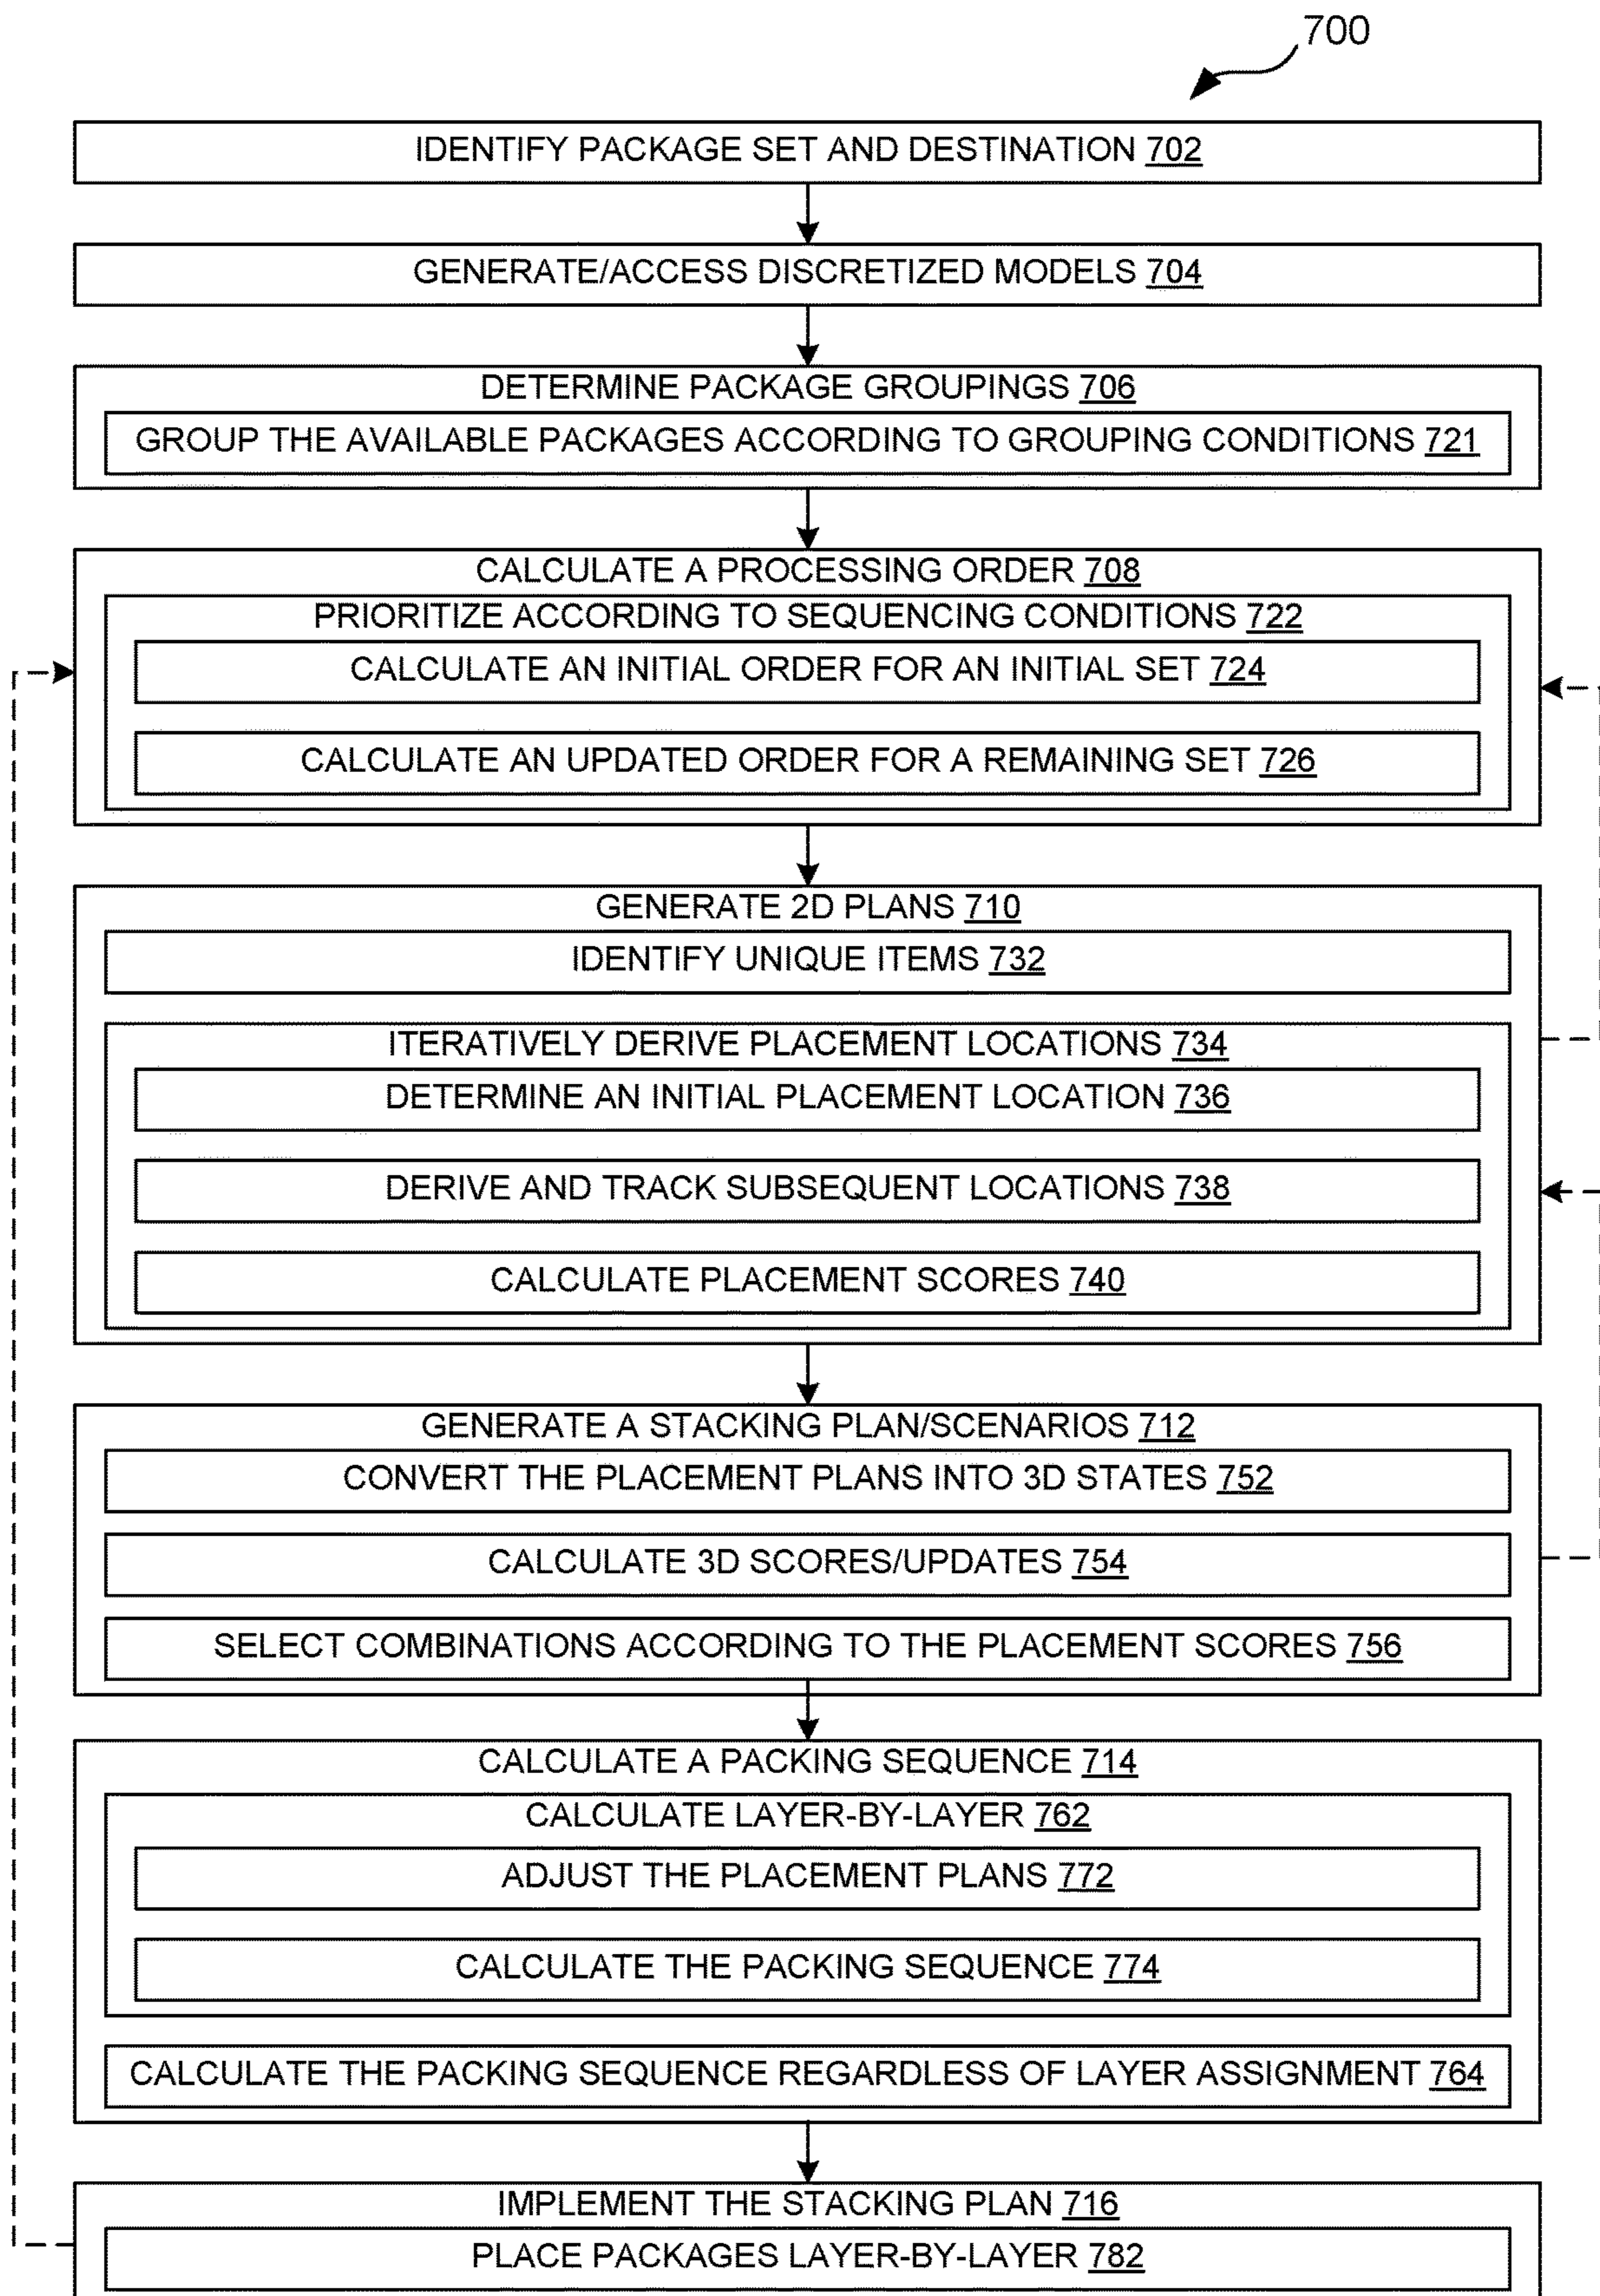 700
IDENTIFY PACKAGE SET AND DESTINATION 702
GENERATE/ACCESS DISCRETIZED MODELS 704
DETERMINE PACKAGE GROUPINGS 706
GROUP THE AVAILABLE PACKAGES ACCORDING TO GROUPING CONDITIONS 721
CALCULATE A PROCESSING ORDER 708
PRIORITIZE ACCORDING TO SEQUENCING CONDITIONS 722
CALCULATE AN INITIAL ORDER FOR AN INITIAL SET 724
CALCULATE AN UPDATED ORDER FOR A REMAINING SET 726
GENERATE 2D PLANS 710
IDENTIFY UNIQUE ITEMS 732
ITERATIVELY DERIVE PLACEMENT LOCATIONS 734
DETERMINE AN INITIAL PLACEMENT LOCATION 736
DERIVE AND TRACK SUBSEQUENT LOCATIONS 738
CALCULATE PLACEMENT SCORES 740
GENERATE A STACKING PLAN/SCENARIOS 712
CONVERT THE PLACEMENT PLANS INTO 3D STATES 752
CALCULATE 3D SCORES/UPDATES 754
SELECT COMBINATIONS ACCORDING TO THE PLACEMENT SCORES 756
CALCULATE A PACKING SEQUENCE 714
CALCULATE LAYER-BY-LAYER 762
ADJUST THE PLACEMENT PLANS 772
CALCULATE THE PACKING SEQUENCE 774
CALCULATE THE PACKING SEQUENCE REGARDLESS OF LAYER ASSIGNMENT 764
IMPLEMENT THE STACKING PLAN 716
PLACE PACKAGES LAYER-BY-LAYER 782